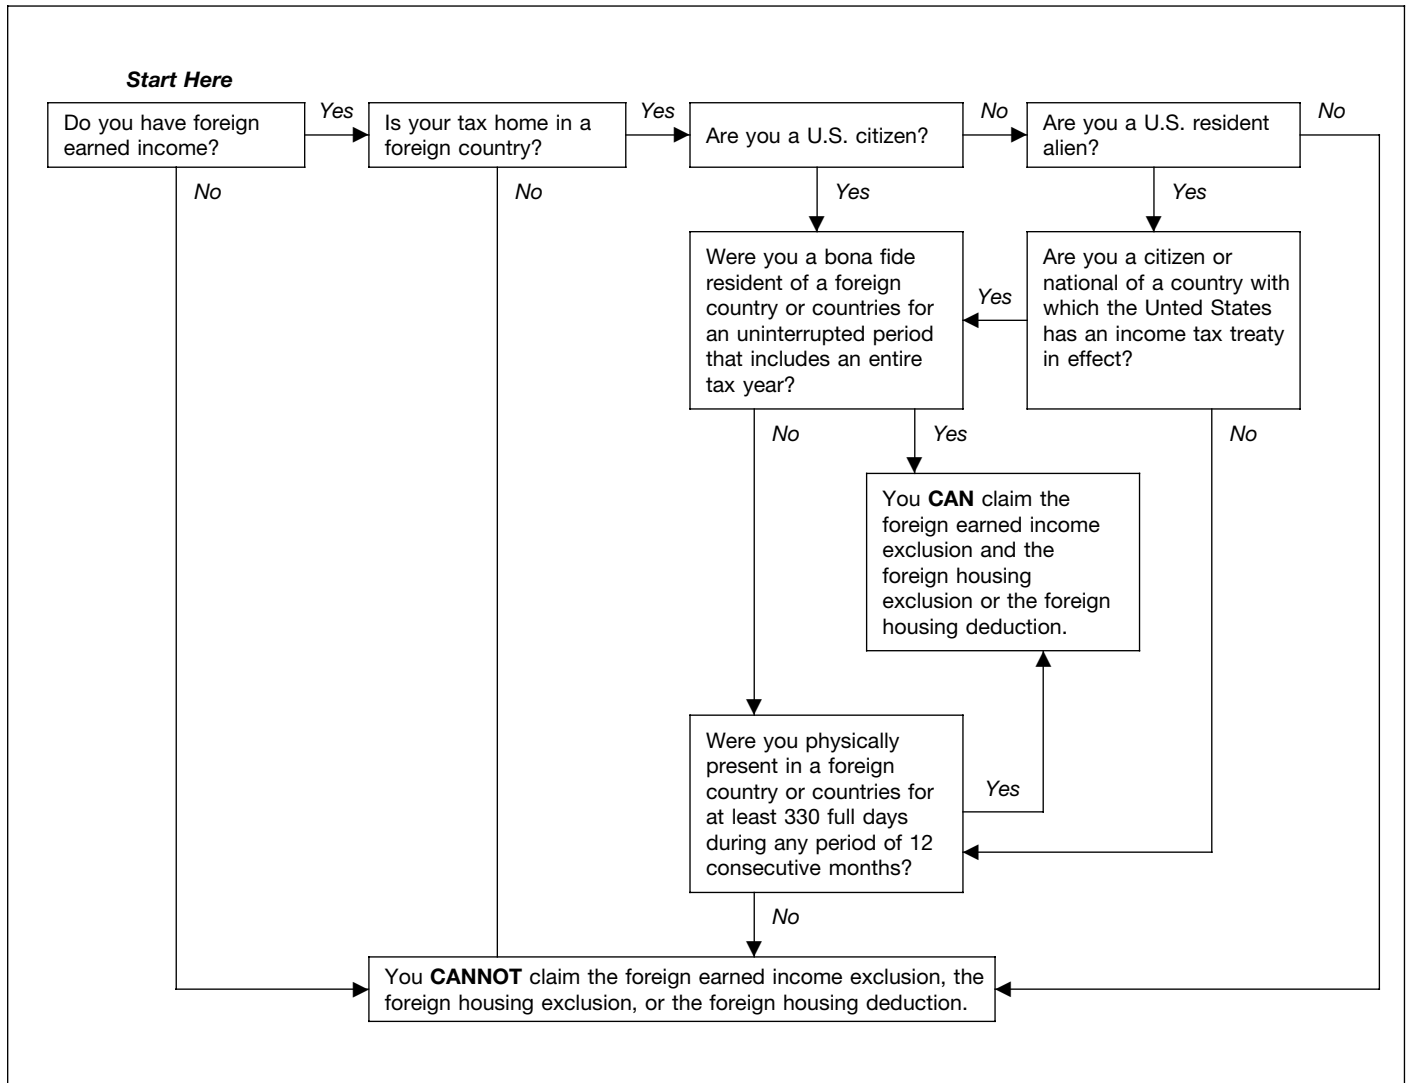 Start Here
Do you have foreign
earned income?
Yes
Is your tax home in a
foreign country?
Yes
Are you a U.S. citizen?
No
Are you a U.S. resident
alien?
No
No
No
Yes
Yes
Were you a bona fide
resident of a foreign
country or countries for
an uninterrupted period
that includes an entire
tax year?
Yes
Are you a citizen or
national of a country with
which the Unted States
has an income tax treaty
in effect?
No
Yes
No
You CAN claim the
foreign earned income
exclusion and the
foreign housing
exclusion or the foreign
housing deduction.
Were you physically
present in a foreign
country or countries for
at least 330 full days
during any period of 12
consecutive months?
Yes
No
You CANNOT claim the foreign earned income exclusion, the
foreign housing exclusion, or the foreign housing deduction.